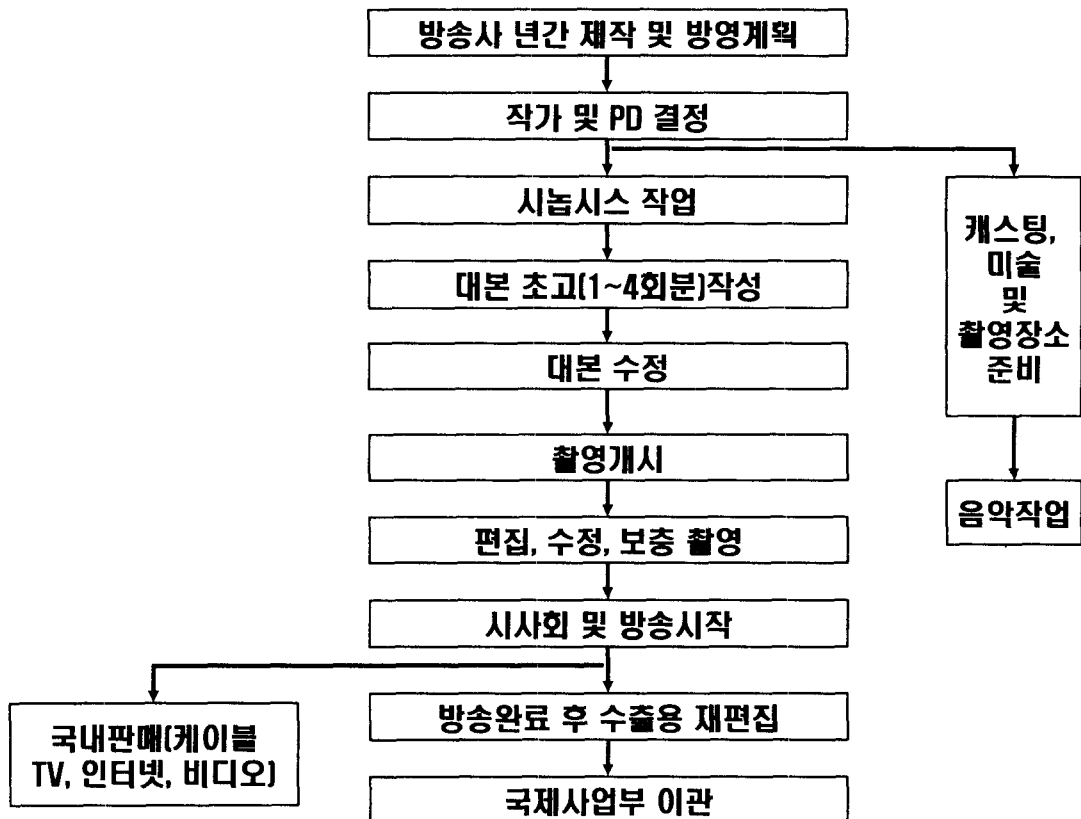 방송사 년간 제작 및 방영계획
작가 및 PD 결정
시놉시스 작업
캐스팅,
미술
및
촬영장소
준비
대본 초고(1~4회분)작성
대본 수정
촬영개시
음악작업
편집, 수정, 보충 촬영
시사회 및 방송시작
방송완료 후 수출용 재편집
국내판매(케이블
TV, 인터넷, 비디오)
국제사업부 이관